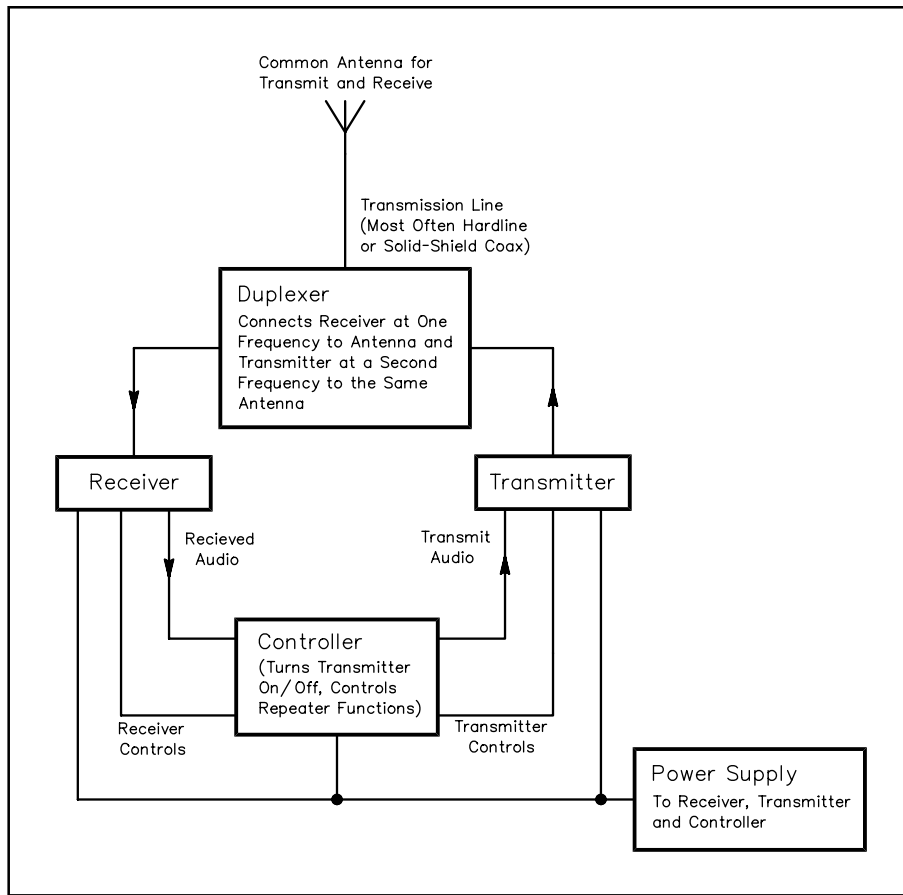 Common Antenna for
Transmit and Receive
Transmission Line
(Most Often Hardline
or Solid-Shield Coax)
Duplexer
Connects Receiver at One
Frequency to Antenna and
Transmitter at a Second
Frequency to the Same
Antenna
Receiver
Transmitter
Recieved
Audio
Transmit
Audio
Controller
(Turns Transmitter
On/Off, Controls
Repeater Functions)
Receiver
Controls
Transmitter
Controls
Power Supply
To Receiver, Transmitter
and Controller